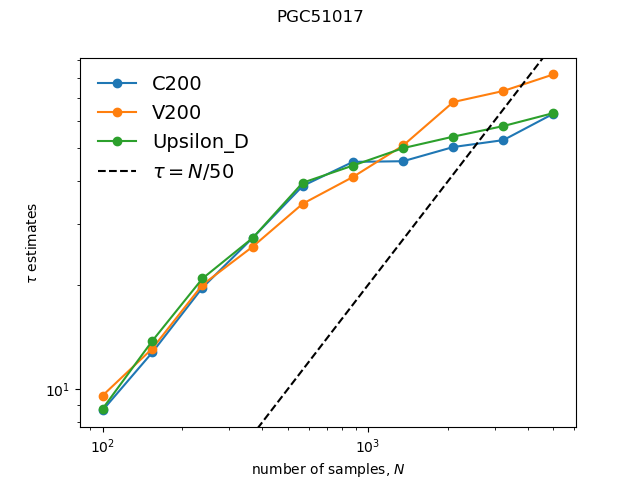 PGC51017
C200
V200
Upsilon_D
τ = N/50
τ estimates
10¹
10² 10³
number of samples, N